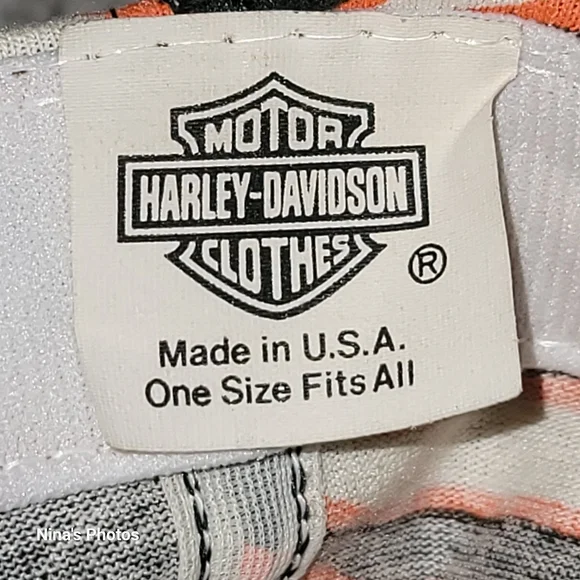 MOTOR
HARLEY-DAVIDSON
CLOTHES
®
Made in U.S.A.
One Size Fits All
Nina's Photos